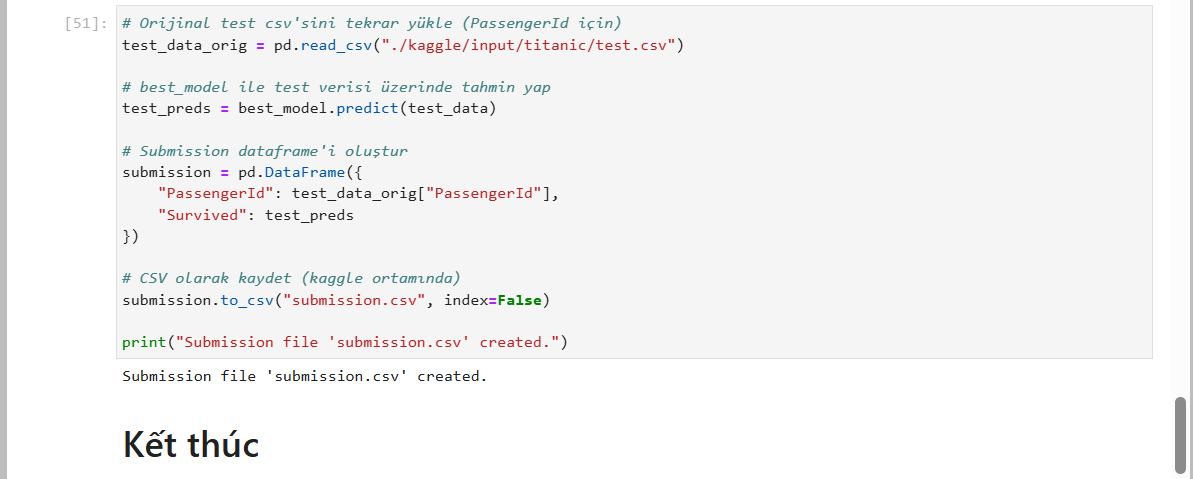 [51]:
# Orijinal test csv'sini tekrar yükle (PassengerId için)
test_data_orig = pd.read_csv("./kaggle/input/titanic/test.csv")
# best_model ile test verisi üzerinde tahmin yap
test_preds = best_model.predict(test_data)
# Submission dataframe'i oluştur
submission = pd.DataFrame({
    "PassengerId": test_data_orig["PassengerId"],
    "Survived": test_preds
})
# CSV olarak kaydet (kaggle ortamında)
submission.to_csv("submission.csv", index=False)
print("Submission file 'submission.csv' created.")
Submission file 'submission.csv' created.
Kết thúc